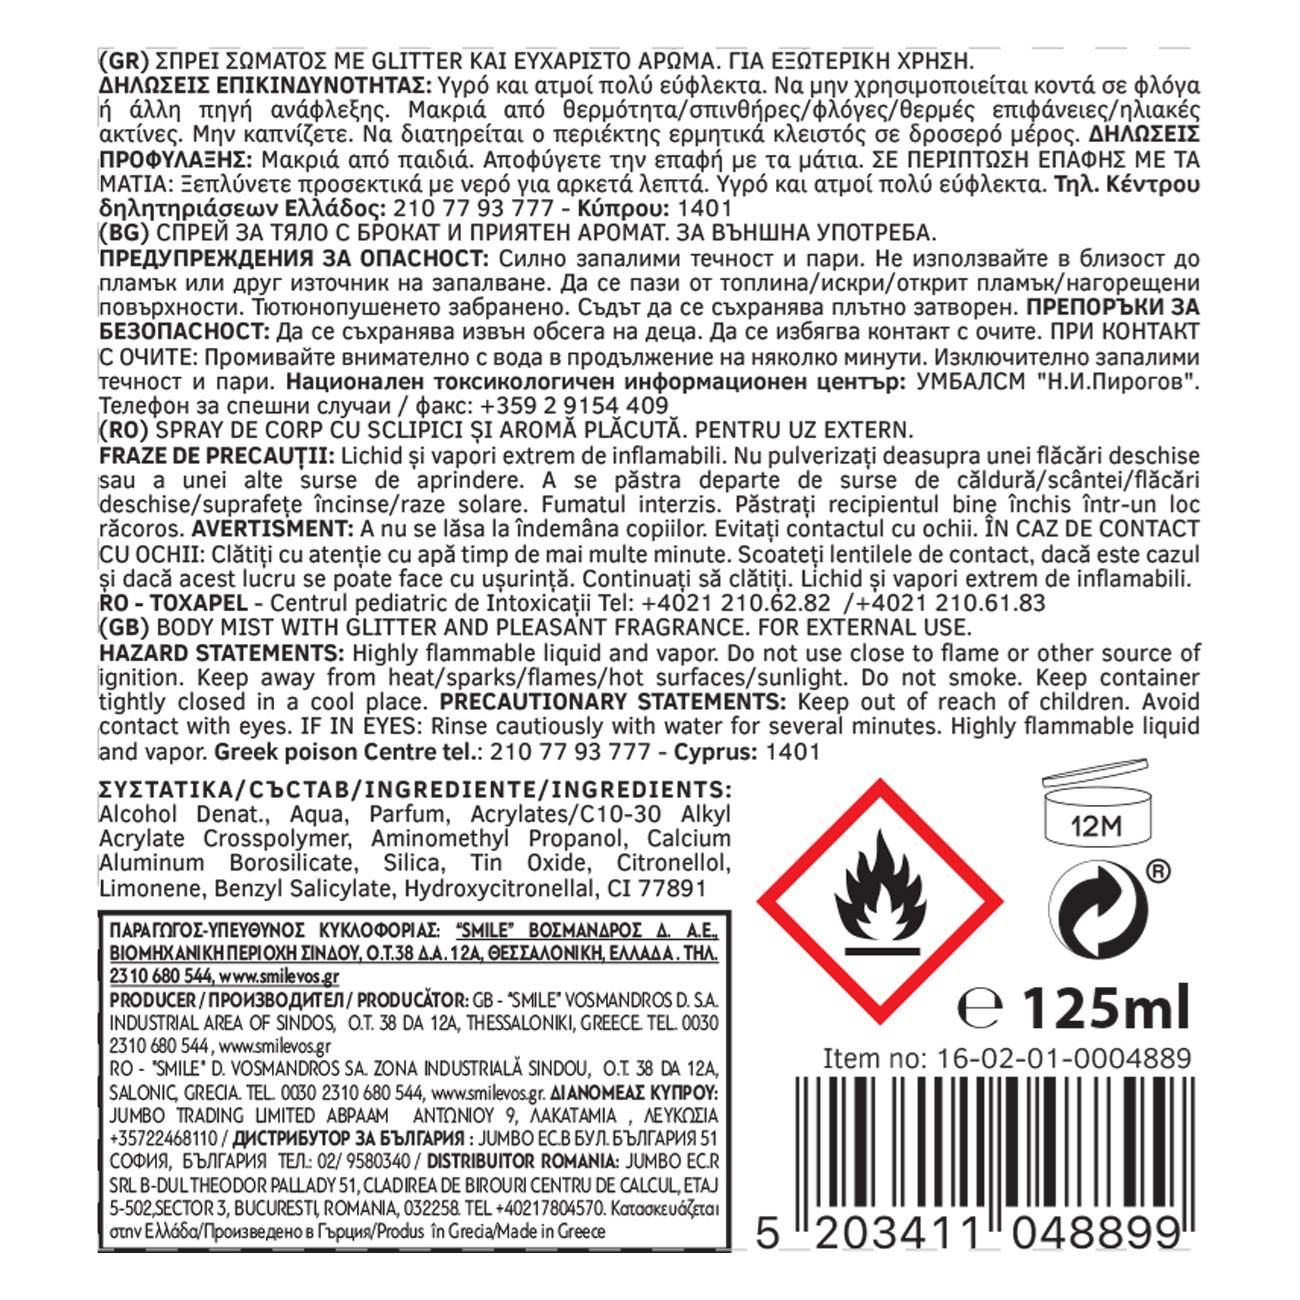 (GR) ΣΠΡΕΪ ΣΩΜΑΤΟΣ ΜΕ GLITTER ΚΑΙ ΕΥΧΑΡΙΣΤΟ ΑΡΩΜΑ. ΓΙΑ ΕΞΩΤΕΡΙΚΗ ΧΡΗΣΗ.
ΔΗΛΩΣΕΙΣ ΕΠΙΚΙΝΔΥΝΟΤΗΤΑΣ: Υγρό και ατμοί πολύ εύφλεκτα. Να μην χρησιμοποιείται κοντά σε φλόγα
ή άλλη πηγή ανάφλεξης. Μακριά από θερμότητα/σπινθήρες/φλόγες/θερμές επιφάνειες/ηλιακές
ακτίνες. Μην καπνίζετε. Να διατηρείται ο περιέκτης ερμητικά κλειστός σε δροσερό μέρος. ΔΗΛΩΣΕΙΣ
ΠΡΟΦΥΛΑΞΗΣ: Μακριά από παιδιά. Αποφύγετε την επαφή με τα μάτια. ΣΕ ΠΕΡΙΠΤΩΣΗ ΕΠΑΦΗΣ ΜΕ ΤΑ
ΜΑΤΙΑ: Ξεπλύνετε προσεκτικά με νερό για αρκετά λεπτά. Υγρό και ατμοί πολύ εύφλεκτα. Τηλ. Κέντρου
δηλητηριάσεων Ελλάδος: 210 77 93 777 - Κύπρου: 1401
(BG) СПРЕЙ ЗА ТЯЛО С БРОКАТ И ПРИЯТЕН АРОМАТ. ЗА ВЪНШНА УПОТРЕБА.
ПРЕДУПРЕЖДЕНИЯ ЗА ОПАСНОСТ: Силно запалими течност и пари. Не използвайте в близост до
пламък или друг източник на запалване. Да се пази от топлина/искри/открит пламък/нагорещени
повърхности. Тютюнопушенето забранено. Съдът да се съхранява плътно затворен. ПРЕПОРЪКИ ЗА
БЕЗОПАСНОСТ: Да се съхранява извън обсега на деца. Да се избягва контакт с очите. ПРИ КОНТАКТ
С ОЧИТЕ: Промивайте внимателно с вода в продължение на няколко минути. Изключително запалими
течност и пари. Национален токсикологичен информационен център: УМБАЛСМ "Н.И.Пирогов".
Телефон за спешни случаи / факс: +359 2 9154 409
(RO) SPRAY DE CORP CU SCLIPICI ȘI AROMĂ PLĂCUTĂ. PENTRU UZ EXTERN.
FRAZE DE PRECAUȚII: Lichid și vapori extrem de inflamabili. Nu pulverizați deasupra unei flăcări deschise
sau a unei alte surse de aprindere. A se păstra departe de surse de căldură/scântei/flăcări
deschise/suprafețe încinse/raze solare. Fumatul interzis. Păstrați recipientul bine închis într-un loc
răcoros. AVERTISMENT: A nu se lăsa la îndemâna copiilor. Evitați contactul cu ochii. ÎN CAZ DE CONTACT
CU OCHII: Clătiți cu atenție cu apă timp de mai multe minute. Scoateți lentilele de contact, dacă este cazul
și dacă acest lucru se poate face cu ușurință. Continuați să clătiți. Lichid și vapori extrem de inflamabili.
RO - TOXAPEL - Centrul pediatric de Intoxicații Tel: +4021 210.62.82 /+4021 210.61.83
(GB) BODY MIST WITH GLITTER AND PLEASANT FRAGRANCE. FOR EXTERNAL USE.
HAZARD STATEMENTS: Highly flammable liquid and vapor. Do not use close to flame or other source of
ignition. Keep away from heat/sparks/flames/hot surfaces/sunlight. Do not smoke. Keep container
tightly closed in a cool place. PRECAUTIONARY STATEMENTS: Keep out of reach of children. Avoid
contact with eyes. IF IN EYES: Rinse cautiously with water for several minutes. Highly flammable liquid
and vapor. Greek poison Centre tel.: 210 77 93 777 - Cyprus: 1401
ΣΥΣΤΑΤΙΚΑ/СЪСТАВ/INGREDIENTE/INGREDIENTS:
Alcohol Denat., Aqua, Parfum, Acrylates/C10-30 Alkyl
Acrylate Crosspolymer, Aminomethyl Propanol, Calcium
Aluminum Borosilicate, Silica, Tin Oxide, Citronellol,
Limonene, Benzyl Salicylate, Hydroxycitronellal, CI 77891
ΠΑΡΑΓΩΓΟΣ-ΥΠΕΥΘΥΝΟΣ ΚΥΚΛΟΦΟΡΙΑΣ: "SMILE" ΒΟΣΜΑΝΔΡΟΣ Δ. Α.Ε.,
ΒΙΟΜΗΧΑΝΙΚΗ ΠΕΡΙΟΧΗ ΣΙΝΔΟΥ, Ο.Τ.38 Δ.Α.12Α, ΘΕΣΣΑΛΟΝΙΚΗ, ΕΛΛΑΔΑ. ΤΗΛ.
2310 680 544, www.smilevos.gr
PRODUCER / ПРОИЗВОДИТЕЛ / PRODUCĂTOR: GB - "SMILE" VOSMANDROS D. S.A.
INDUSTRIAL AREA OF SINDOS, O.T. 38 DA 12A, THESSALONIKI, GREECE. TEL. 0030
2310 680 544, www.smilevos.gr
RO - "SMILE" D. VOSMANDROS SA. ZONA INDUSTRIALĂ SINDOU, O.T. 38 DA 12A,
SALONIC, GRECIA. TEL. 0030 2310 680 544, www.smilevos.gr. ΔΙΑΝΟΜΕΑΣ ΚΥΠΡΟΥ:
JUMBO TRADING LIMITED ΑΒΡΑΑΜ ΑΝΤΩΝΙΟΥ 9, ΛΑΚΑΤΑΜΙΑ , ΛΕΥΚΩΣΙΑ
+35722468110 / ДИСТРИБУТОР ЗА БЪЛГАРИЯ : JUMBO EC.B БУЛ. БЪЛГАРИЯ 51
СОФИЯ, БЪЛГАРИЯ ТЕЛ.: 02/ 9580340 / DISTRIBUITOR ROMANIA: JUMBO EC.R
SRL B-DUL THEODOR PALLADY 51, CLADIREA DE BIROURI CENTRU DE CALCUL, ETAJ
5-502,SECTOR 3, BUCURESTI, ROMANIA, 032258. TEL +40217804570. Κατασκευάζεται
στην Ελλάδα/Произведено в Гърция/Produs în Grecia/Made in Greece
12M
®
℮ 125ml
Item no: 16-02-01-0004889
5 203411 048899